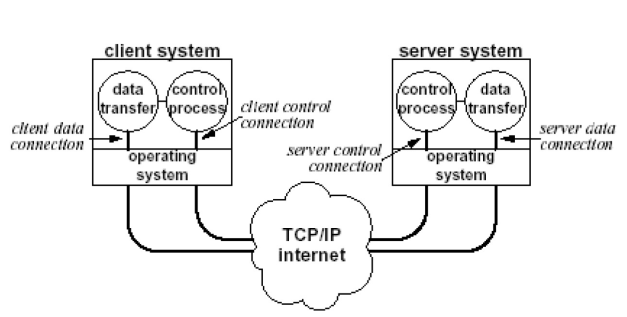 client system
server system
data
transfer
control
process
client control
connection
client data
connection
operating
system
control
process
data
transfer
server control
connection
server data
connection
operating
system
TCP/IP
internet